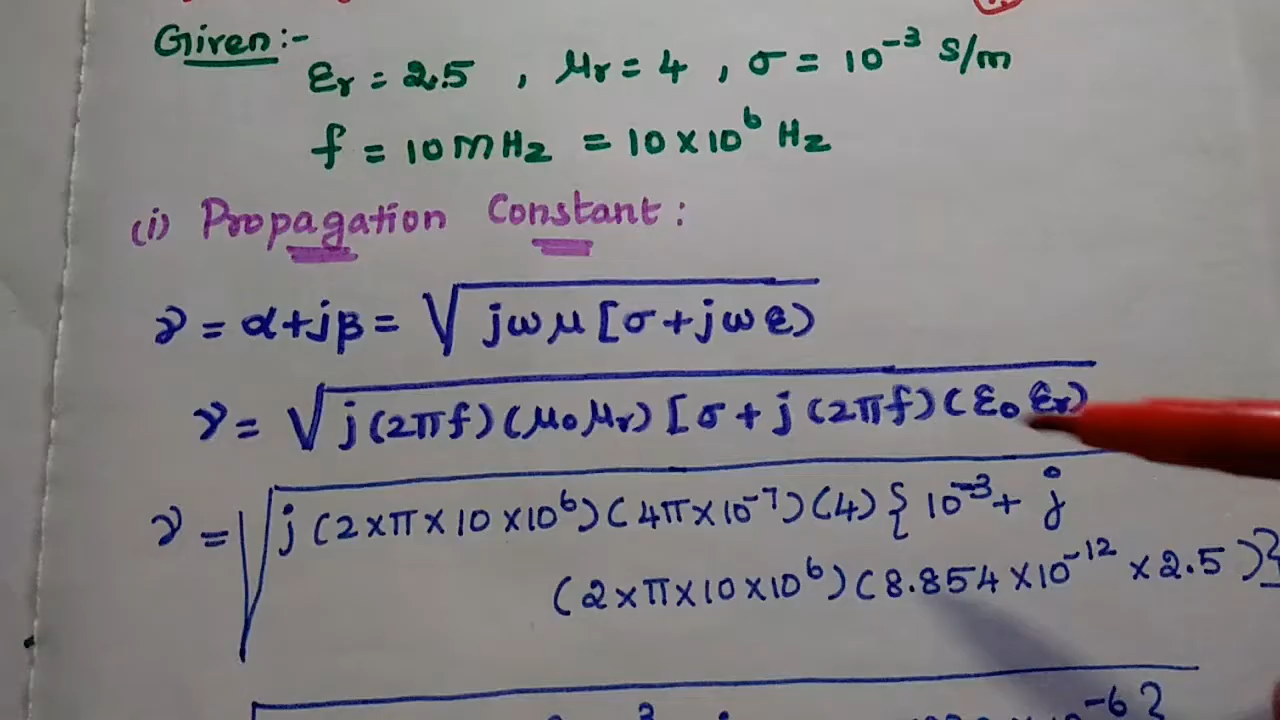 Given:-
εr = 2.5 , μr = 4 , σ = 10⁻³ S/m
f = 10 MHz = 10 × 10⁶ Hz
(i) Propagation Constant :
γ = α + jβ = √ jωμ [σ + jωε)
γ = √ j (2πf) (μ₀ μr) [σ + j (2πf) (ε₀ εr)
γ = √ j (2×π×10×10⁶) (4π×10⁻⁷) (4) { 10⁻³ + j
(2×π×10×10⁶) (8.854×10⁻¹² × 2.5 ) }